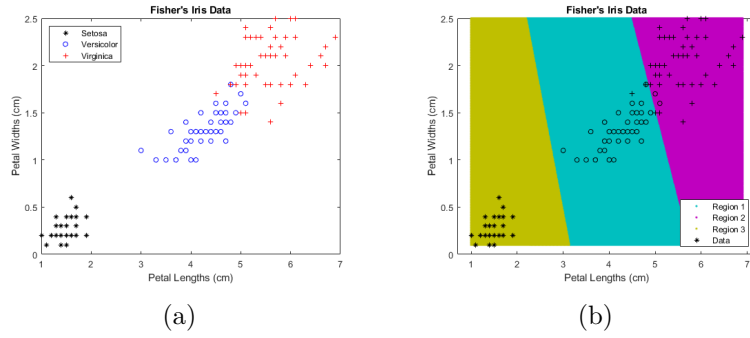 Fisher's Iris Data
Setosa
Versicolor
Virginica
2.5
2
1.5
1
0.5
0
Petal Widths (cm)
1 2 3 4 5 6 7
Petal Lengths (cm)
(a)
Fisher's Iris Data
2.5
2
1.5
1
0.5
0
Petal Widths (cm)
Region 1
Region 2
Region 3
Data
1 2 3 4 5 6 7
Petal Lengths (cm)
(b)